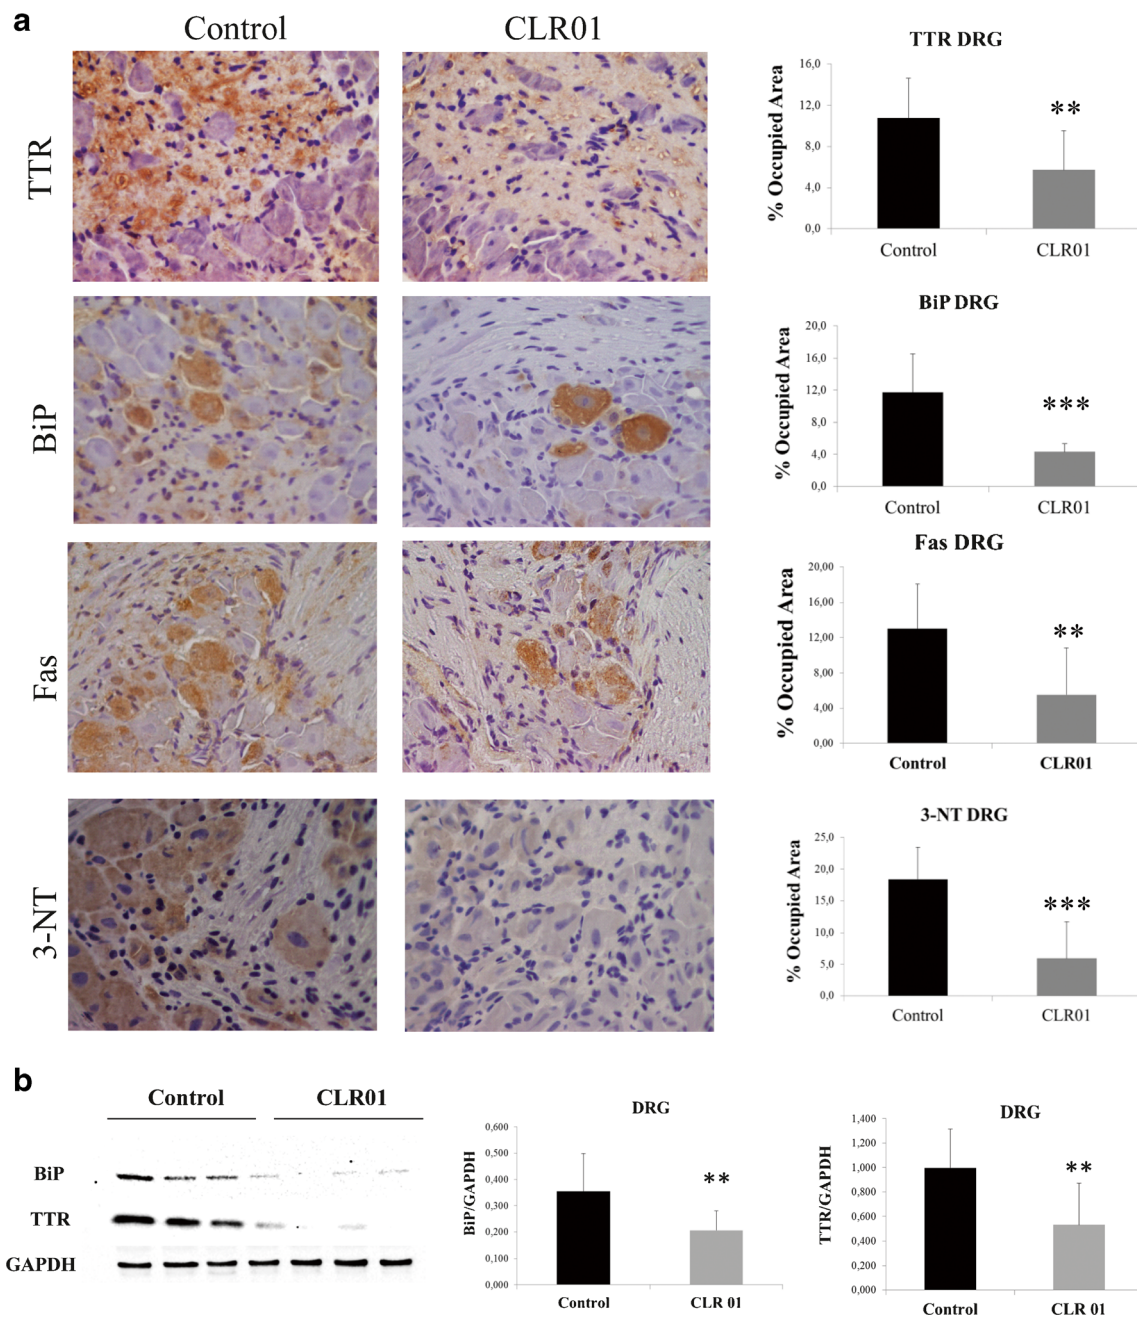 a
Control
CLR01
TTR
BiP
Fas
3-NT
TTR DRG
% Occupied Area
16,0
12,0
8,0
4,0
0,0
**
Control
CLR01
BiP DRG
% Occupied Area
20,0
16,0
12,0
8,0
4,0
0,0
***
Control
CLR01
Fas DRG
% Occupied Area
20,00
16,00
12,00
8,00
4,00
0,00
**
Control
CLR01
3-NT DRG
% Occupied Area
25,0
20,0
15,0
10,0
5,0
0,0
***
Control
CLR01
b
Control
CLR01
BiP
TTR
GAPDH
DRG
BiP/GAPDH
0,600
0,500
0,400
0,300
0,200
0,100
0,000
**
Control
CLR 01
DRG
TTR/GAPDH
1,400
1,200
1,000
0,800
0,600
0,400
0,200
0,000
**
Control
CLR 01